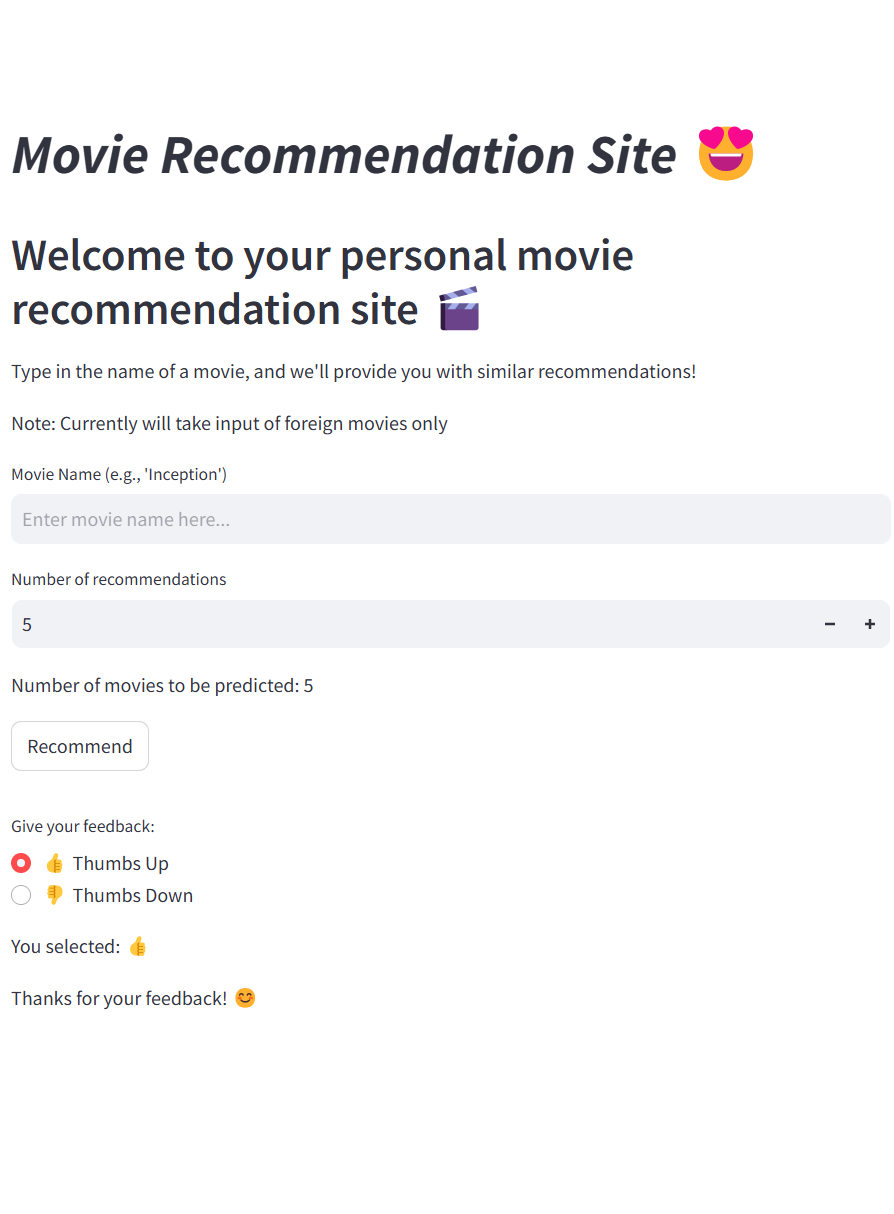 Movie Recommendation Site 😍
Welcome to your personal movie
recommendation site 🎬
Type in the name of a movie, and we'll provide you with similar recommendations!
Note: Currently will take input of foreign movies only
Movie Name (e.g., 'Inception')
Enter movie name here...
Number of recommendations
5 − +
Number of movies to be predicted: 5
Recommend
Give your feedback:
👍 Thumbs Up
👎 Thumbs Down
You selected: 👍
Thanks for your feedback! 😊